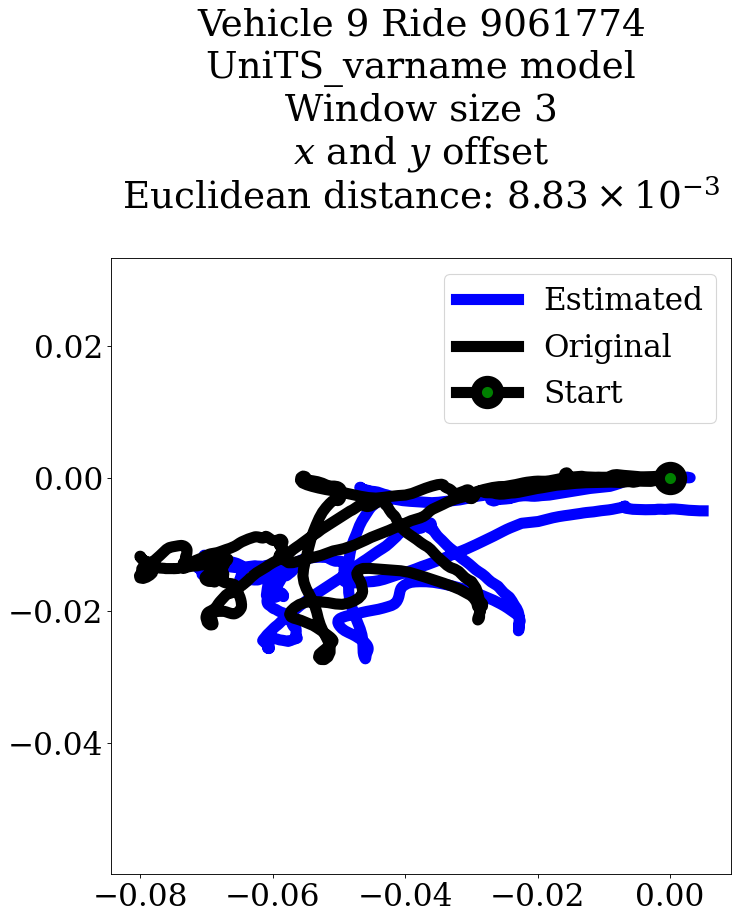 Vehicle 9 Ride 9061774
UniTS_varname model
Window size 3
x and y offset
Euclidean distance: 8.83 × 10⁻³
Estimated
Original
Start
0.02
0.00
−0.02
−0.04
−0.08 −0.06 −0.04 −0.02 0.00